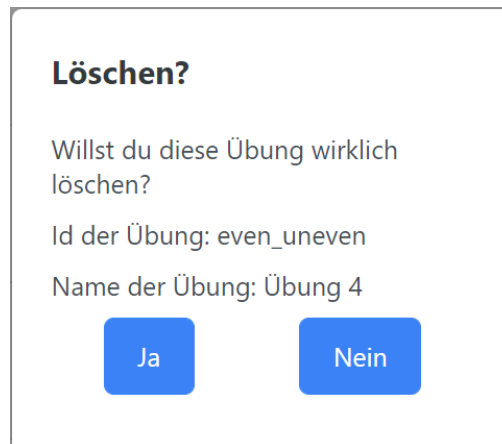 Löschen?
Willst du diese Übung wirklich
löschen?
Id der Übung: even_uneven
Name der Übung: Übung 4
Ja Nein